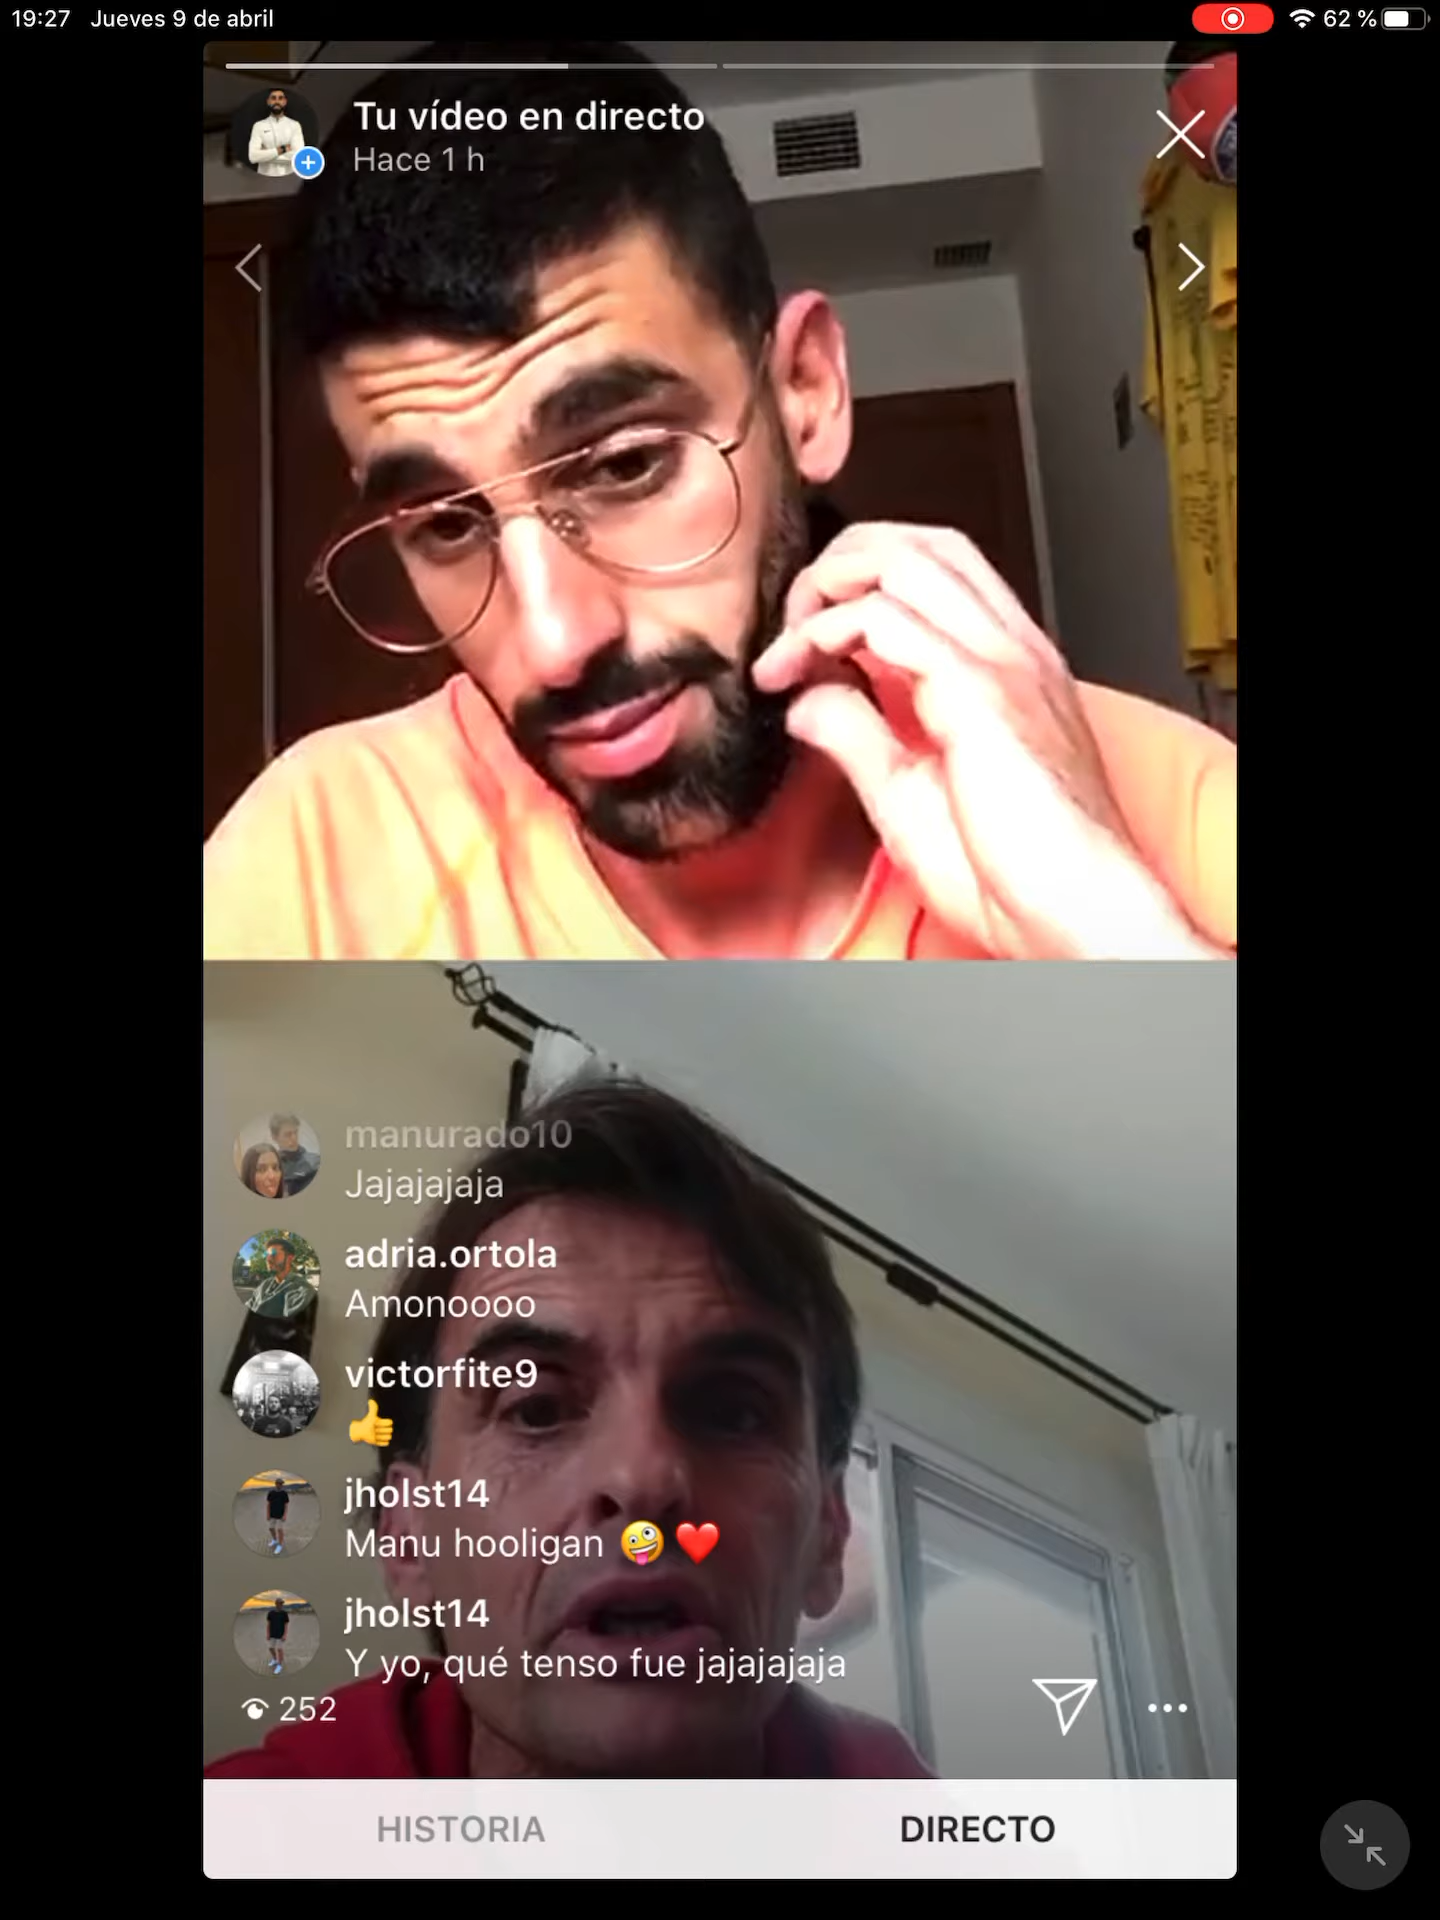 19:27 Jueves 9 de abril 62 %
Tu vídeo en directo
Hace 1 h
manurado10
Jajajajaja
adria.ortola
Amonoooo
victorfite9
👍
jholst14
Manu hooligan 🤪 ❤️
jholst14
Y yo, qué tenso fue jajajajaja
252
HISTORIA DIRECTO